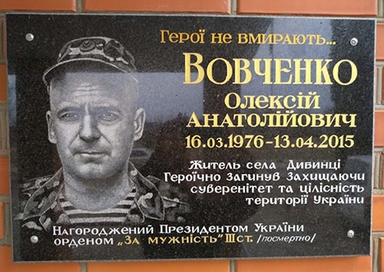 Герої не вмирають...
ВОВЧЕНКО
ОЛЕКСІЙ
АНАТОЛІЙОВИЧ
16.03.1976-13.04.2015
Житель села Дивинці
Героїчно Загинув Захищаючи
суверенітет та цілісність
території України
Нагороджений Президентом України
орденом „За мужність" ІІІ ст. /посмертно/